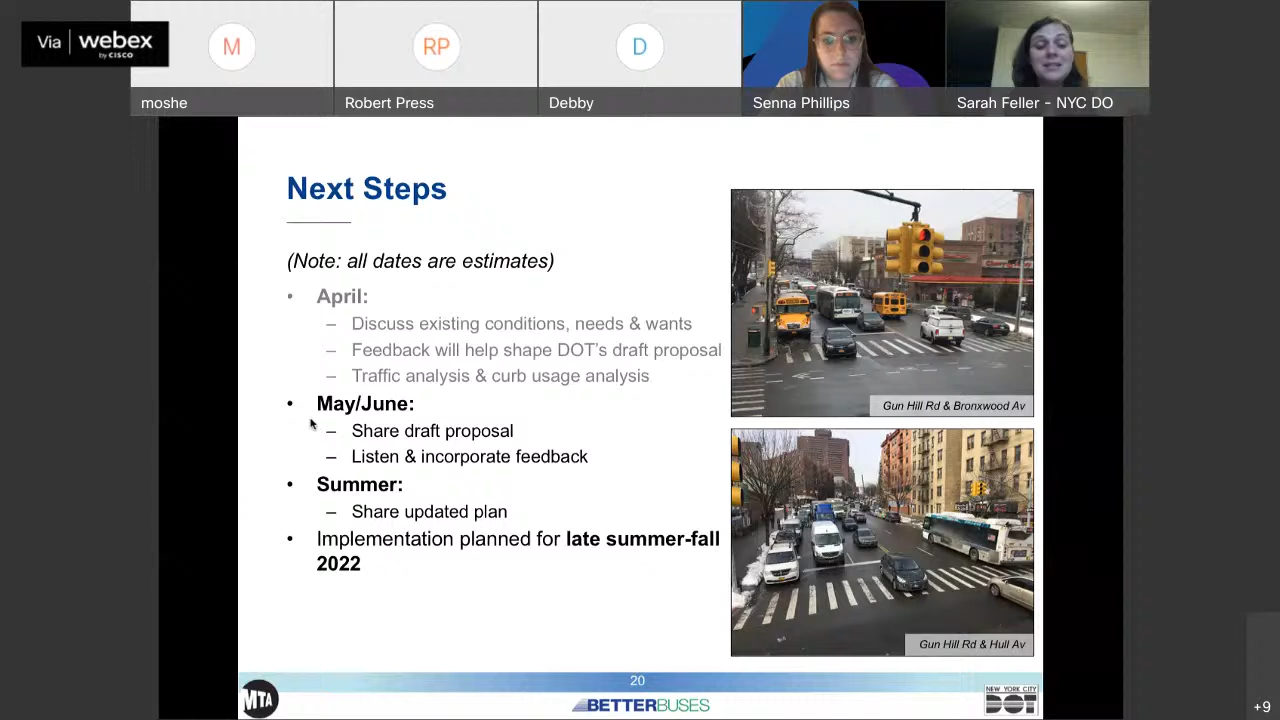 Via | webex
by CISCO
M
RP
D
moshe
Robert Press
Debby
Senna Phillips
Sarah Feller - NYC DO
Next Steps
(Note: all dates are estimates)
• April:
– Discuss existing conditions, needs & wants
– Feedback will help shape DOT's draft proposal
– Traffic analysis & curb usage analysis
• May/June:
– Share draft proposal
– Listen & incorporate feedback
• Summer:
– Share updated plan
• Implementation planned for late summer-fall
2022
Gun Hill Rd & Bronxwood Av
Gun Hill Rd & Hull Av
20
MTA
BETTERBUSES
NEW YORK CITY
DOT
+9